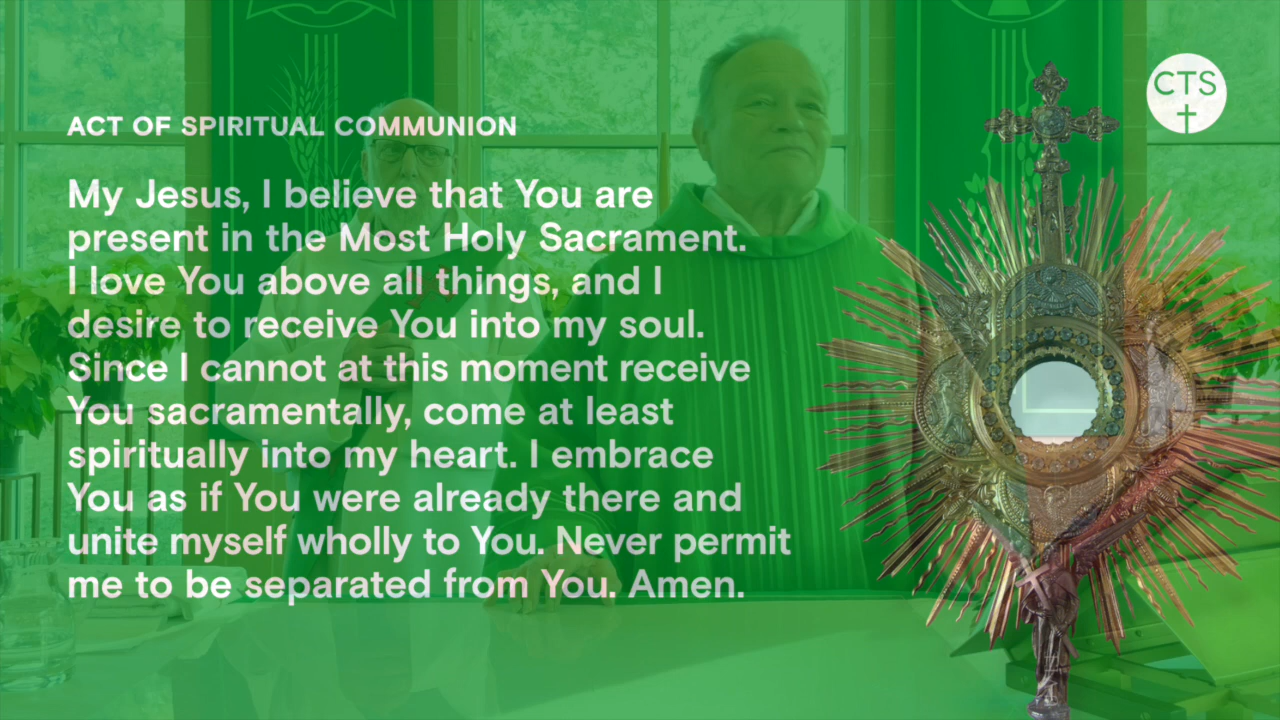 CTS
ACT OF SPIRITUAL COMMUNION
My Jesus, I believe that You are
present in the Most Holy Sacrament.
I love You above all things, and I
desire to receive You into my soul.
Since I cannot at this moment receive
You sacramentally, come at least
spiritually into my heart. I embrace
You as if You were already there and
unite myself wholly to You. Never permit
me to be separated from You. Amen.